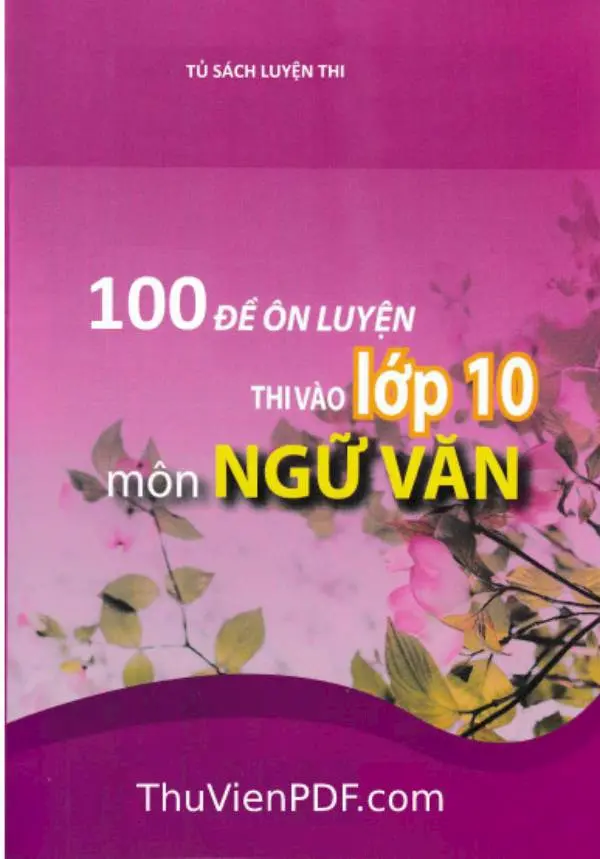 TỦ SÁCH LUYỆN THI
100 ĐỀ ÔN LUYỆN
THI VÀO lớp 10
môn NGỮ VĂN
ThuVienPDF.com